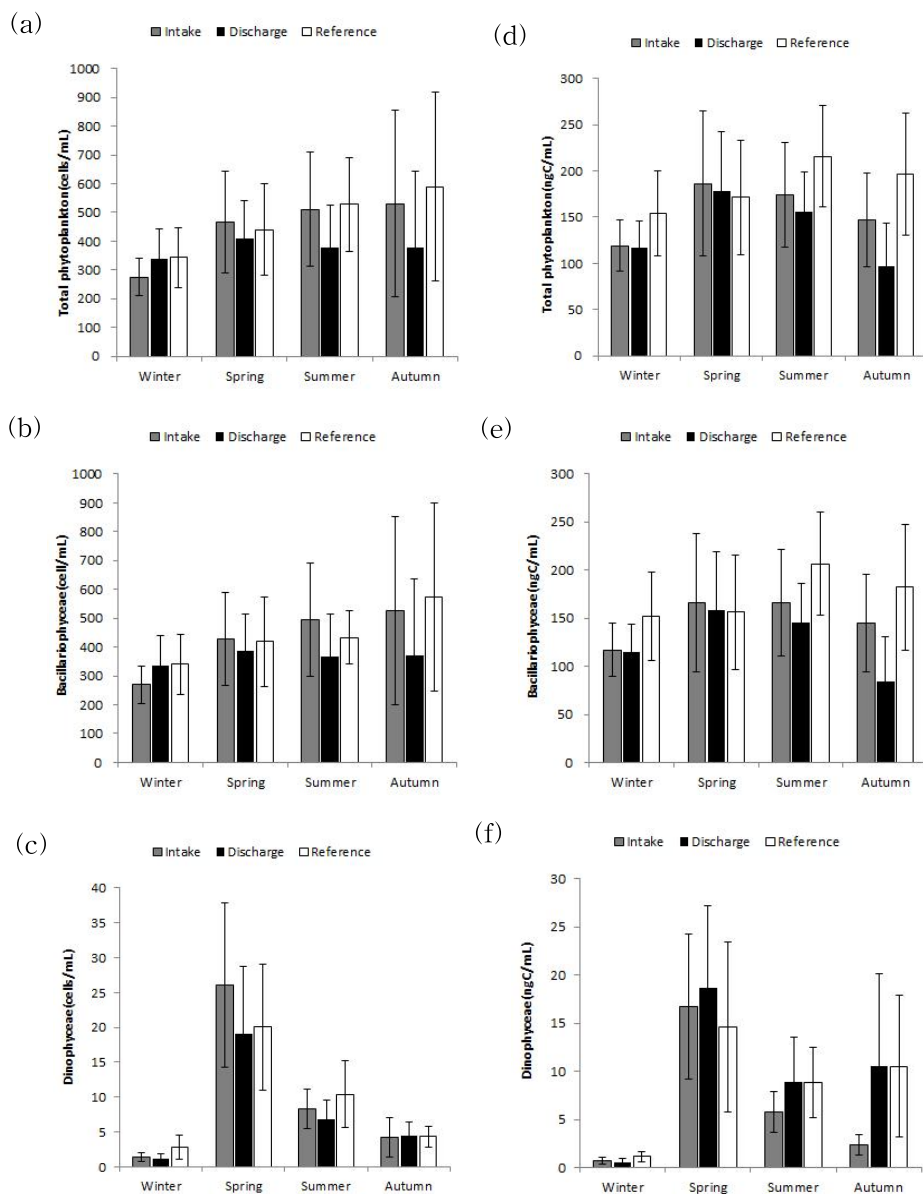 (a)
Intake Discharge Reference
Total phytoplankton(cells/mL)
1000
900
800
700
600
500
400
300
200
100
0
Winter Spring Summer Autumn
(d)
Intake Discharge Reference
Total phytoplankton(ngC/mL)
300
250
200
150
100
50
0
Winter Spring Summer Autumn
(b)
Intake Discharge Reference
Bacillariophyceae(cell/mL)
1000
900
800
700
600
500
400
300
200
100
0
Winter Spring Summer Autumn
(e)
Intake Discharge Reference
Bacillariophyceae(ngC/mL)
300
250
200
150
100
50
0
Winter Spring Summer Autumn
(c)
Intake Discharge Reference
Dinophyceae(cells/mL)
40
35
30
25
20
15
10
5
0
Winter Spring Summer Autumn
(f)
Intake Discharge Reference
Dinophyceae(ngC/mL)
30
25
20
15
10
5
0
Winter Spring Summer Autumn